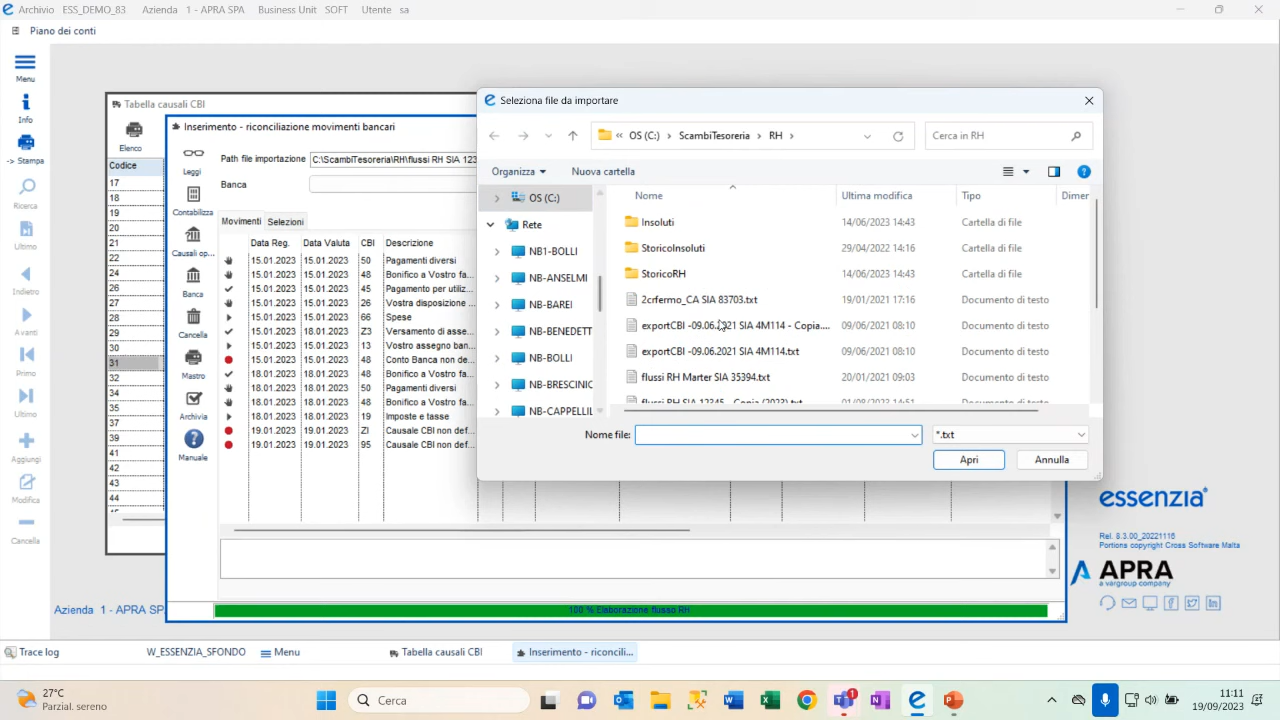 Archivio ESS_DEMO_83 Azienda 1 - APRA SPA Business Unit SOFT Utente sa
Piano dei conti
Menu
Info
-> Stampa
Ricerca
Ultimo
Indietro
Avanti
Primo
Ultimo
Aggiungi
Modifica
Cancella
Tabella causali CBI
Elenco
Codice
17
18
19
20
21
22
24
26
27
28
29
30
31
32
34
35
37
39
41
42
43
44
Inserimento - riconciliazione movimenti bancari
Leggi
Contabilizza
Causali op...
Banca
Cancella
Mastro
Archivia
Manuale
Path file importazione C:\ScambiTesoreria\RH\flussi RH SIA 123
Banca
Movimenti Selezioni
Data Reg. Data Valuta CBI Descrizione
15.01.2023 15.01.2023 50 Pagamenti diversi
15.01.2023 15.01.2023 48 Bonifico a Vostro fa...
15.01.2023 15.01.2023 45 Pagamento per utiliz...
15.01.2023 15.01.2023 26 Vostra disposizione ...
15.01.2023 15.01.2023 66 Spese
15.01.2023 15.01.2023 Z3 Versamento di asse...
15.01.2023 15.01.2023 13 Vostro assegno ban...
15.01.2023 15.01.2023 48 Conto Banca non de...
18.01.2023 18.01.2023 48 Bonifico a Vostro fa...
18.01.2023 18.01.2023 50 Pagamenti diversi
18.01.2023 18.01.2023 48 Bonifico a Vostro fa...
18.01.2023 18.01.2023 19 Imposte e tasse
19.01.2023 19.01.2023 ZI Causale CBI non def...
19.01.2023 19.01.2023 95 Causale CBI non def...
100 % Elaborazione flusso RH
Seleziona file da importare
« OS (C:) › ScambiTesoreria › RH ›
Cerca in RH
Organizza Nuova cartella
OS (C:)
Rete
NB1-BOLLI
NB-ANSELMI
NB-BAREI
NB-BENEDETT
NB-BOLLI
NB-BRESCINIC
NB-CAPPELLIL
Nome Ultima modifica Tipo Dimer
Insoluti 14/06/2023 14:43 Cartella di file
StoricoInsoluti 29/04/2022 14:16 Cartella di file
StoricoRH 14/06/2023 14:43 Cartella di file
2crfermo_CA SIA 83703.txt 19/01/2021 17:16 Documento di testo
exportCBI -09.06.2021 SIA 4M114 - Copia.... 09/06/2021 08:10 Documento di testo
exportCBI -09.06.2021 SIA 4M114.txt 09/06/2021 08:10 Documento di testo
flussi RH Marter SIA 35394.txt 20/01/2021 09:03 Documento di testo
flussi RH SIA 12345 - Copia (2023).txt 01/08/2023 14:51 Documento di testo
Nome file: *.txt
Apri Annulla
essenzia
Rel. 8.3.00_20221116
Portions copyright Cross Software Malta
APRA
a vargroup company
Azienda 1 - APRA SP
Trace log W_ESSENZIA_SFONDO Menu Tabella causali CBI Inserimento - riconcili...
27°C
Parzial. sereno
Cerca
1
11:11
19/09/2023